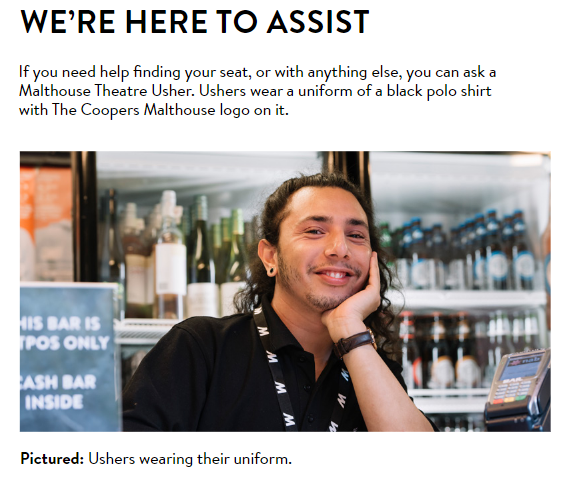 WE'RE HERE TO ASSIST
If you need help finding your seat, or with anything else, you can ask a
Malthouse Theatre Usher. Ushers wear a uniform of a black polo shirt
with The Coopers Malthouse logo on it.
HIS BAR IS
TPOS ONLY
CASH BAR
INSIDE
M
M
M
M
M
M
Pictured: Ushers wearing their uniform.